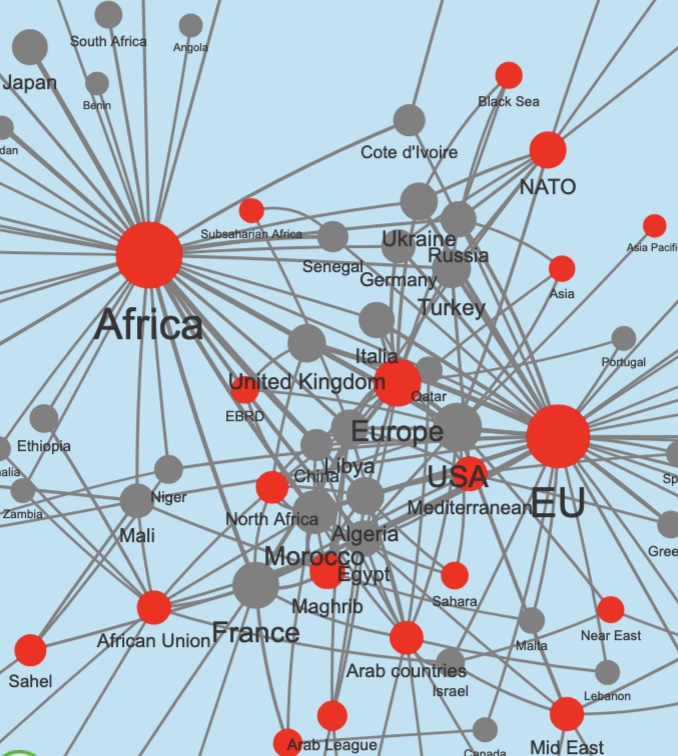 South Africa
Angola
Japan
Benin
Black Sea
dan
Cote d'Ivoire
NATO
Subsaharian Africa
Ukraine
Asia Pacifi
Russia
Senegal
Germany
Asia
Turkey
Africa
Italia
Portugal
United Kingdom
Qatar
EBRD
Europe
Ethiopia
alia
Libya
China
USA
Sp
Niger
EU
Mediterranean
Zambia
North Africa
Mali
Algeria
Gree
Morocco
Egypt
Sahara
Maghrib
France
Near East
African Union
Malta
Arab countries
Sahel
Israel
Lebanon
Arab League
Mid East
Canada